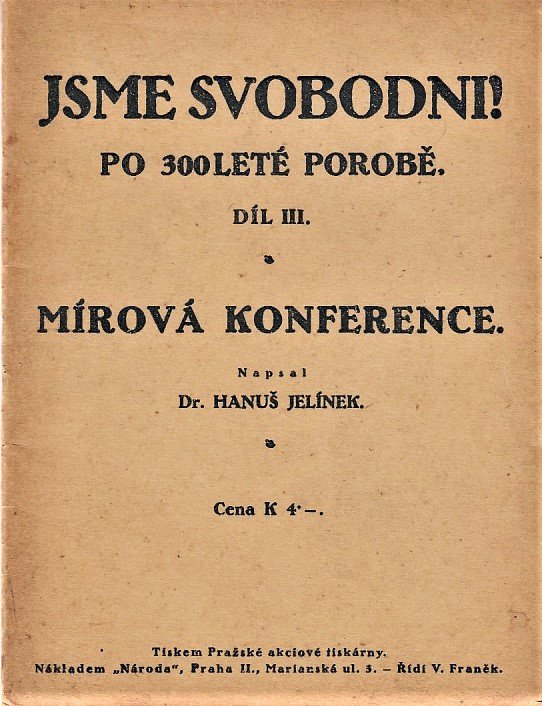 JSME SVOBODNI!
PO 300LETÉ POROBĚ.
DÍL III.
MÍROVÁ KONFERENCE.
Napsal
Dr. HANUŠ JELÍNEK.
Cena K 4·–.
Tiskem Pražské akciové tiskárny.
Nákladem „Národa“, Praha II., Marianská ul. 3. – Řídí V. Franěk.